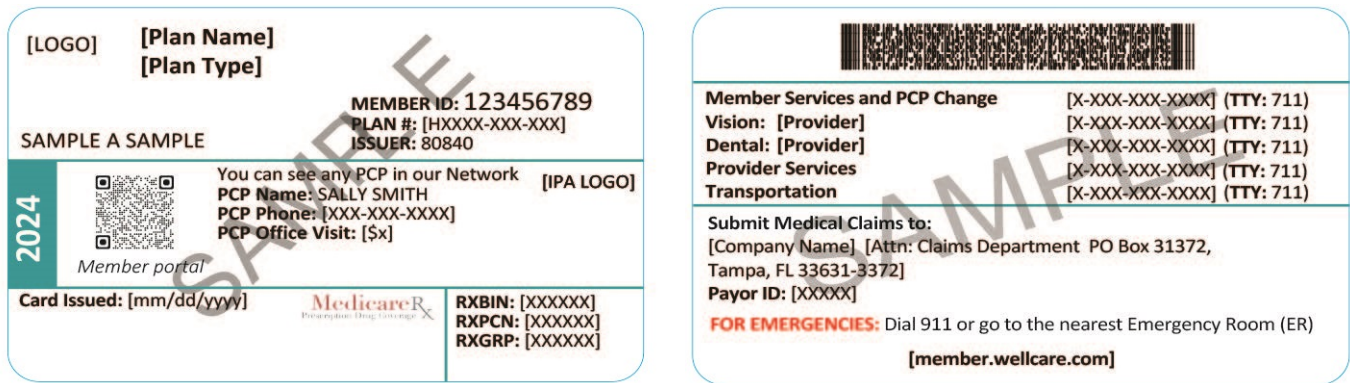 [LOGO]
[Plan Name]
[Plan Type]
MEMBER ID: 123456789
PLAN #: [HXXXX-XXX-XXX]
SAMPLE A SAMPLE
ISSUER: 80840
2024
Member portal
You can see any PCP in our Network
[IPA LOGO]
PCP Name: SALLY SMITH
PCP Phone: [XXX-XXX-XXXX]
PCP Office Visit: [$x]
Card Issued: [mm/dd/yyyy]
MedicareRx
Prescription Drug Coverage
RXBIN: [XXXXXX]
RXPCN: [XXXXXX]
RXGRP: [XXXXXX]
SAMPLE
Member Services and PCP Change [X-XXX-XXX-XXXX] (TTY: 711)
Vision: [Provider] [X-XXX-XXX-XXXX] (TTY: 711)
Dental: [Provider] [X-XXX-XXX-XXXX] (TTY: 711)
Provider Services [X-XXX-XXX-XXXX] (TTY: 711)
Transportation [X-XXX-XXX-XXXX] (TTY: 711)
Submit Medical Claims to:
[Company Name] [Attn: Claims Department PO Box 31372,
Tampa, FL 33631-3372]
Payor ID: [XXXXX]
FOR EMERGENCIES: Dial 911 or go to the nearest Emergency Room (ER)
[member.wellcare.com]
SAMPLE